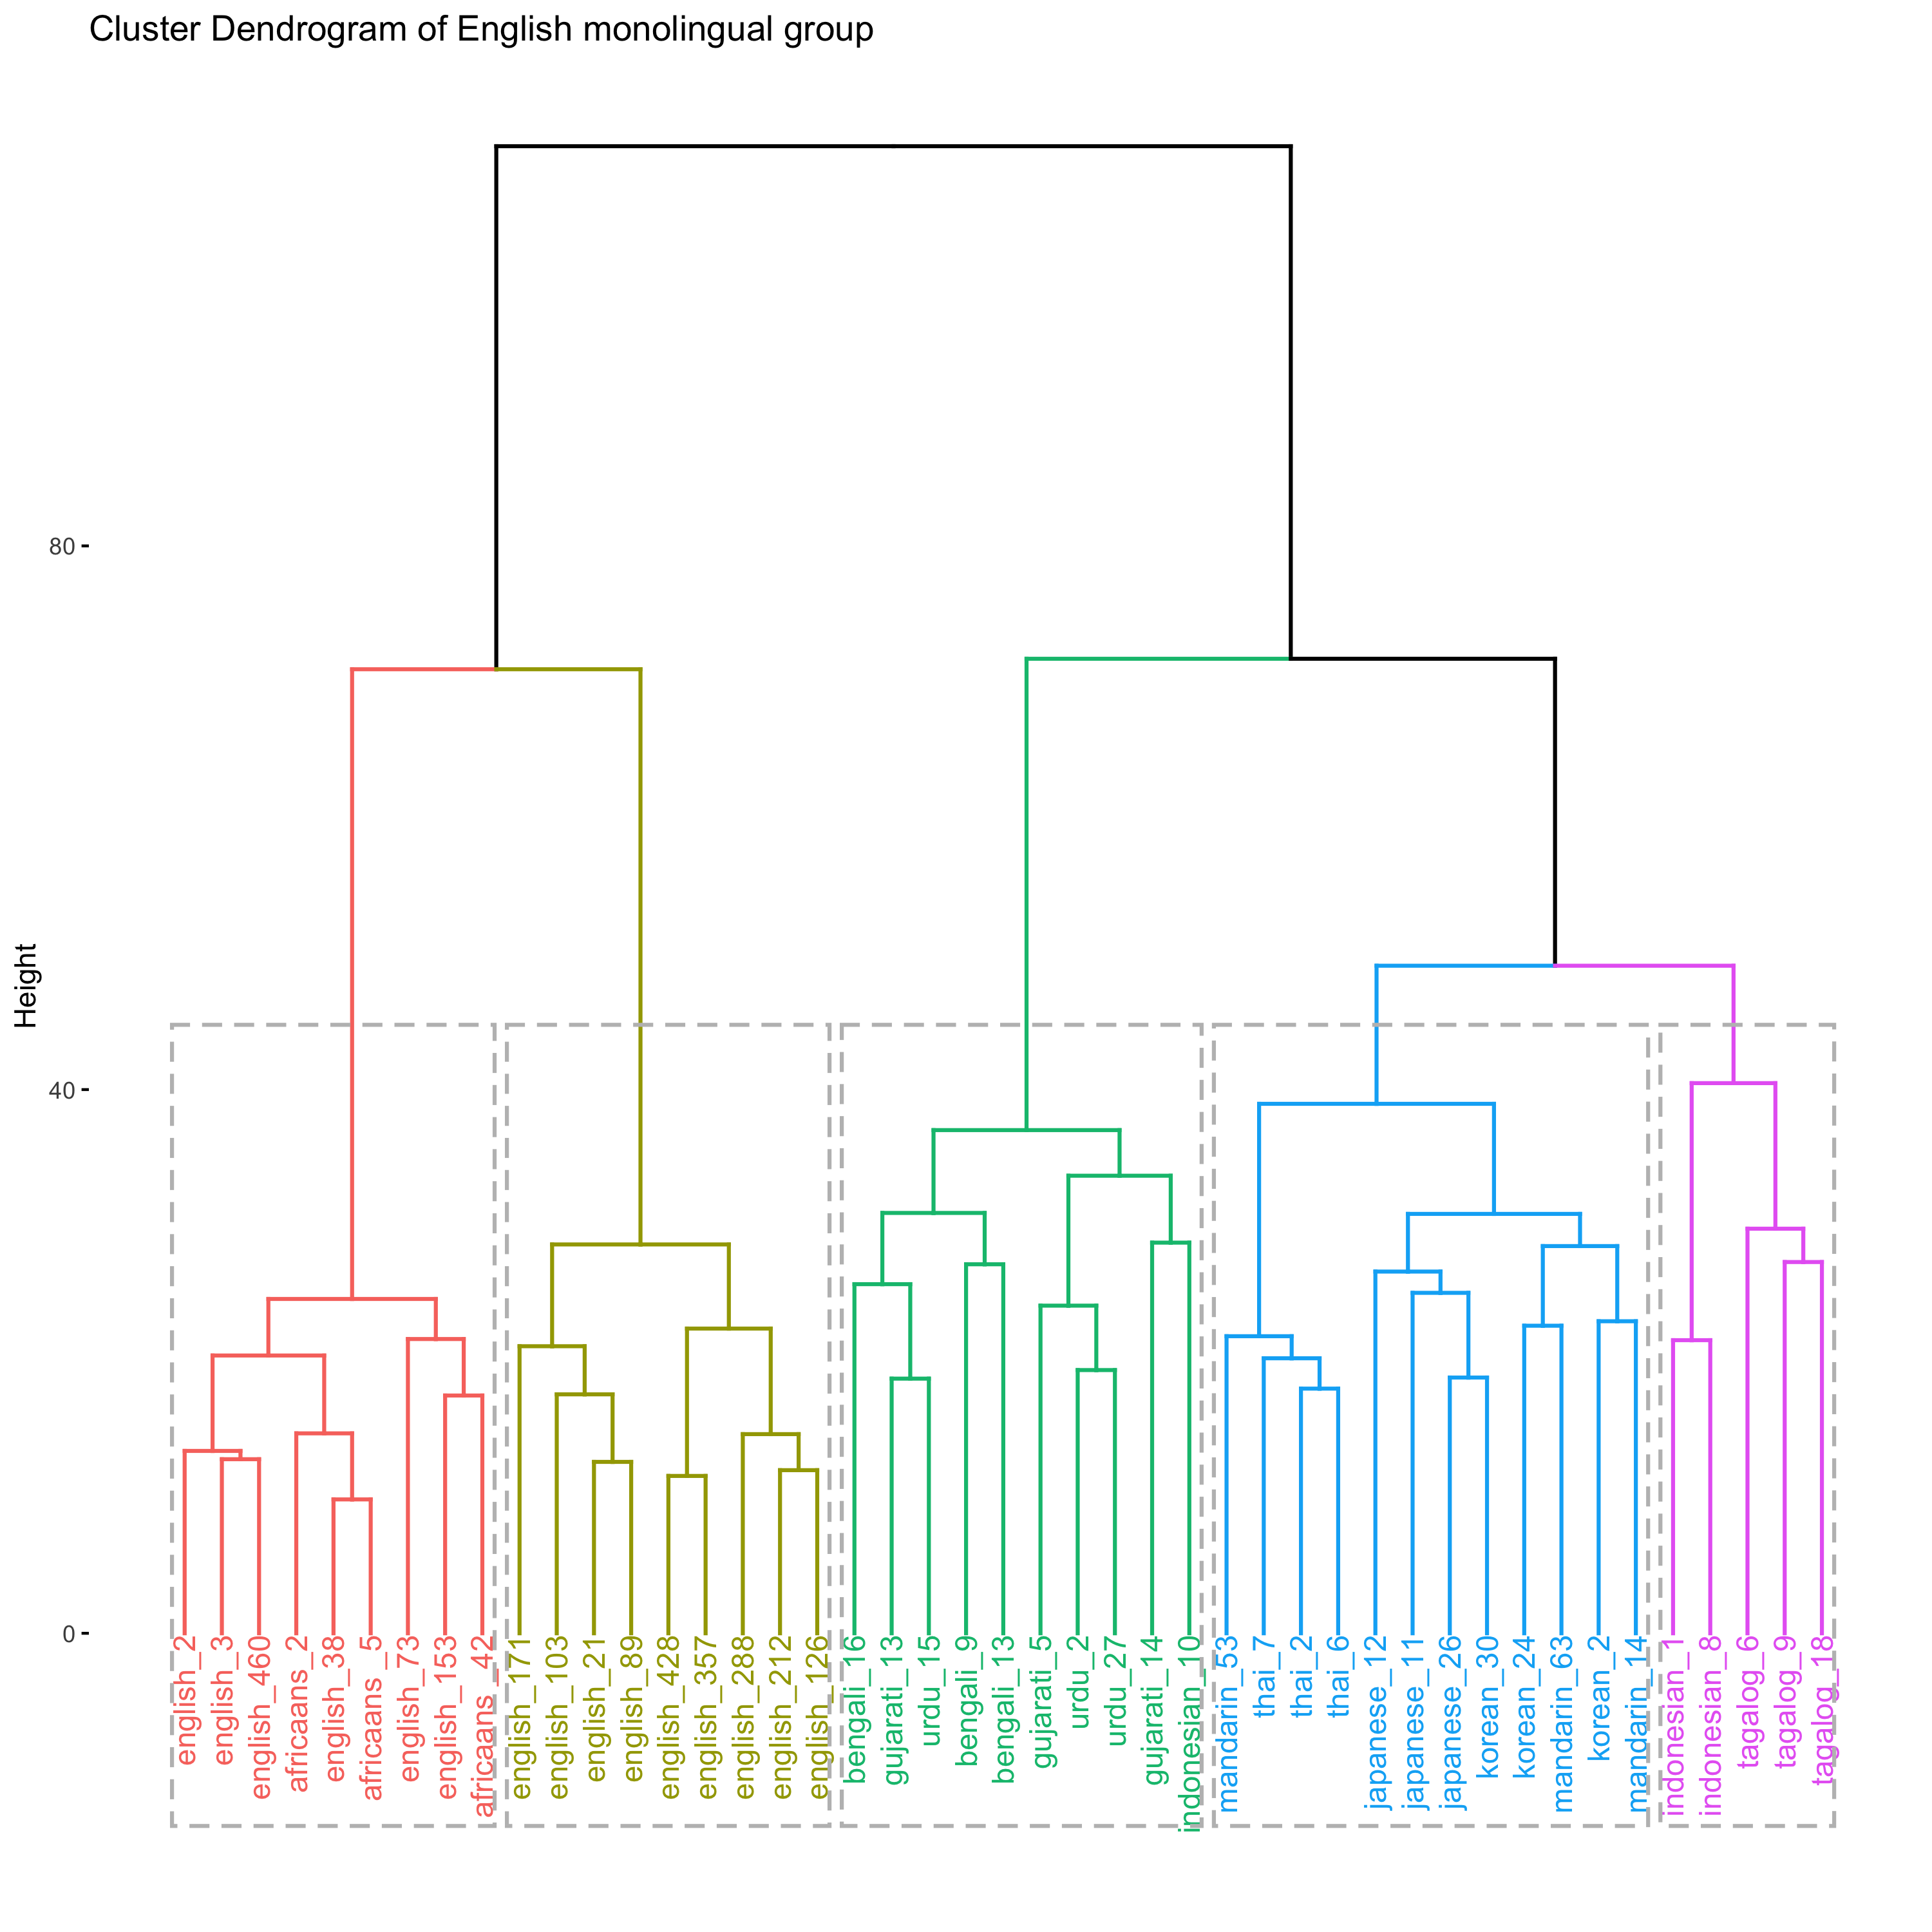 Cluster Dendrogram of English monolingual group
80
40
0
Height
english_2
english_3
english_460
africaans_2
english_38
africaans_5
english_73
english_153
africaans_42
english_171
english_103
english_21
english_89
english_428
english_357
english_288
english_212
english_126
bengali_16
gujarati_13
urdu_15
bengali_9
bengali_13
gujarati_5
urdu_2
urdu_27
gujarati_14
indonesian_10
mandarin_53
thai_7
thai_2
thai_6
japanese_12
japanese_11
japanese_26
korean_30
korean_24
mandarin_63
korean_2
mandarin_14
indonesian_1
indonesian_8
tagalog_6
tagalog_9
tagalog_18